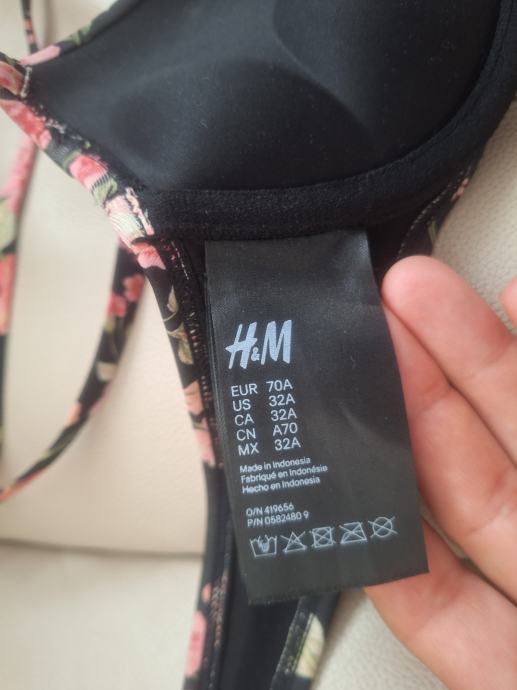 H&M
EUR 70A
US 32A
CA 32A
CN A70
MX 32A
Made in Indonesia
Fabriqué en Indonésie
Hecho en Indonesia
O/N 419656
P/N 0582480 9